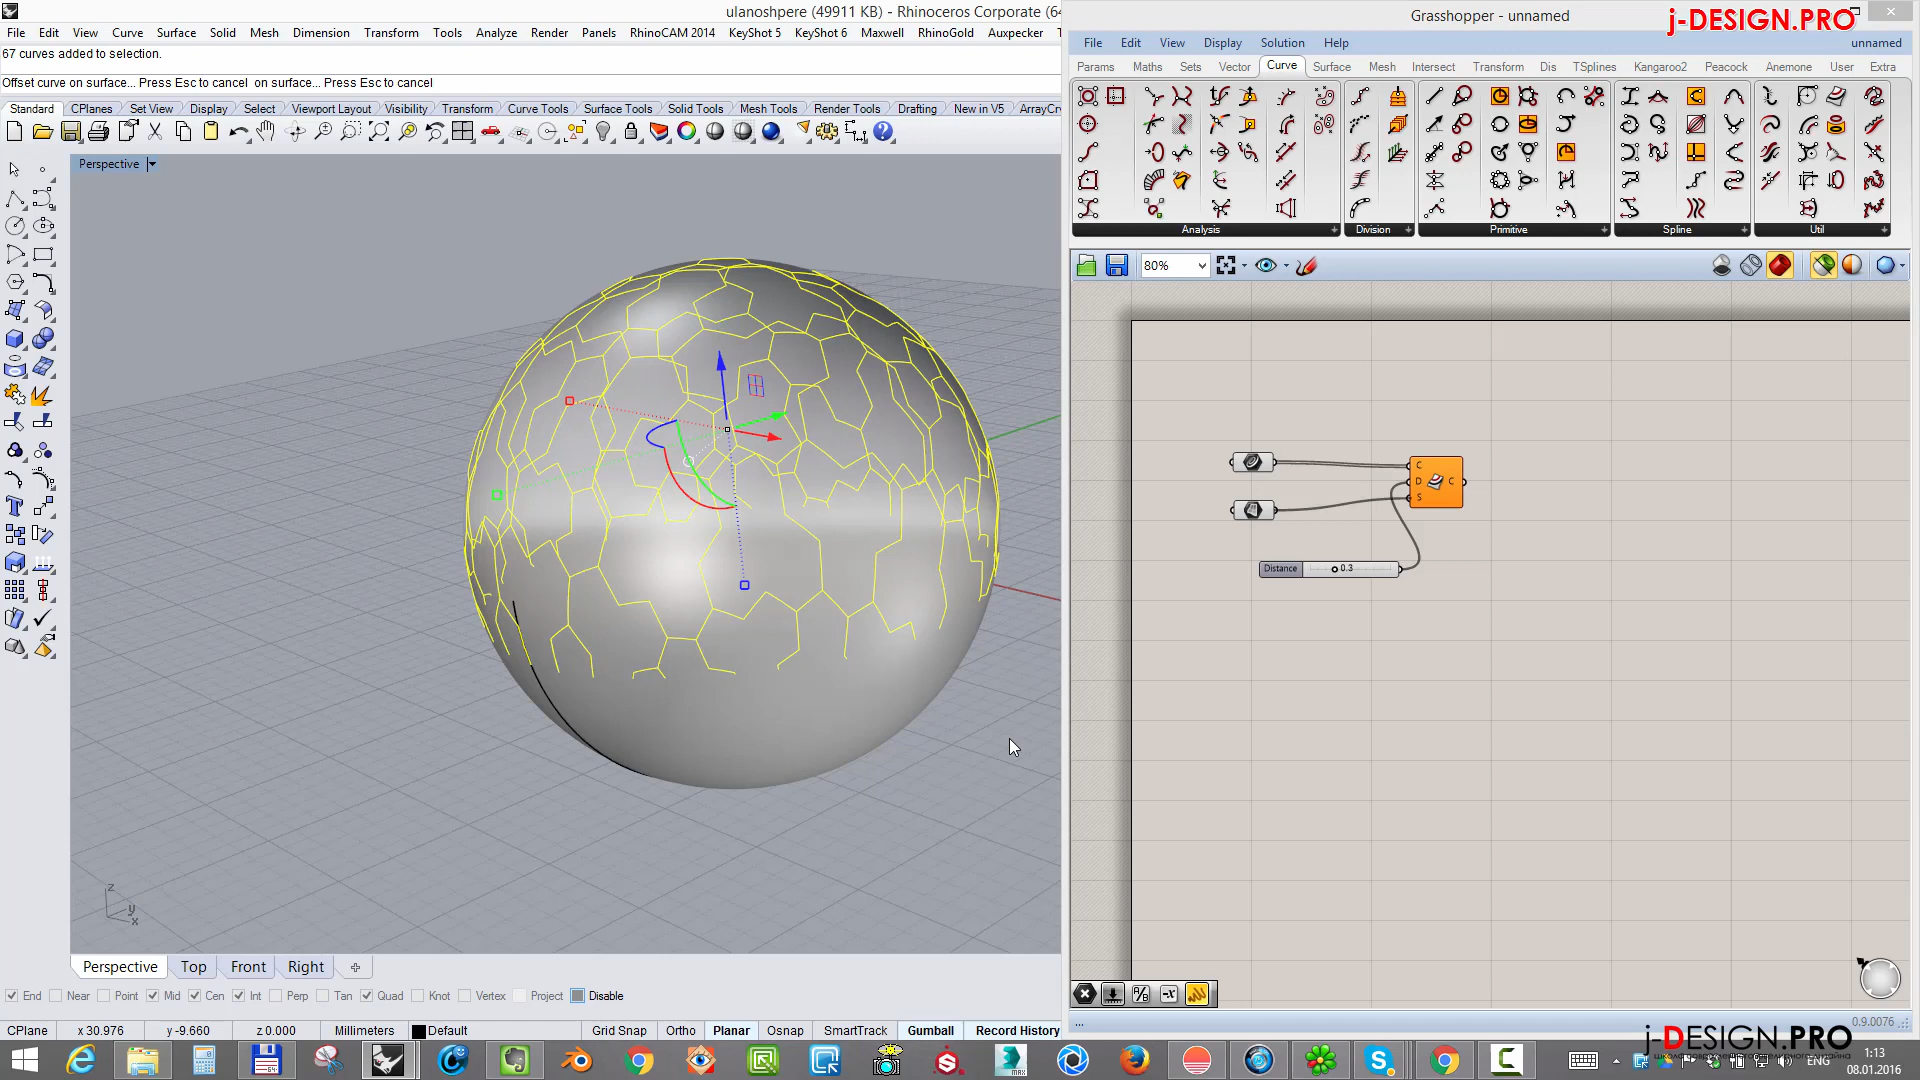 ulanoshpere (49911 KB) - Rhinoceros Corporate (64
File Edit View Curve Surface Solid Mesh Dimension Transform Tools Analyze Render Panels RhinoCAM 2014 KeyShot 5 KeyShot 6 Maxwell RhinoGold Auxpecker
67 curves added to selection.
Offset curve on surface... Press Esc to cancel on surface... Press Esc to cancel
Standard CPlanes Set View Display Select Viewport Layout Visibility Transform Curve Tools Surface Tools Solid Tools Mesh Tools Render Tools Drafting New in V5 ArrayCr
Perspective
z
y
x
Perspective Top Front Right
End Near Point Mid Cen Int Perp Tan Quad Knot Vertex Project Disable
CPlane x 30.976 y -9.660 z 0.000 Millimeters Default Grid Snap Ortho Planar Osnap SmartTrack Gumball Record History
Grasshopper - unnamed
j-DESIGN.PRO
File Edit View Display Solution Help unnamed
Params Maths Sets Vector Curve Surface Mesh Intersect Transform Dis TSplines Kangaroo2 Peacock Anemone User Extra
Analysis Division Primitive Spline Util
80%
C
D C
S
Distance 0.3
...
0.9.0076
j-DESIGN.PRO
ENG
1:13
08.01.2016